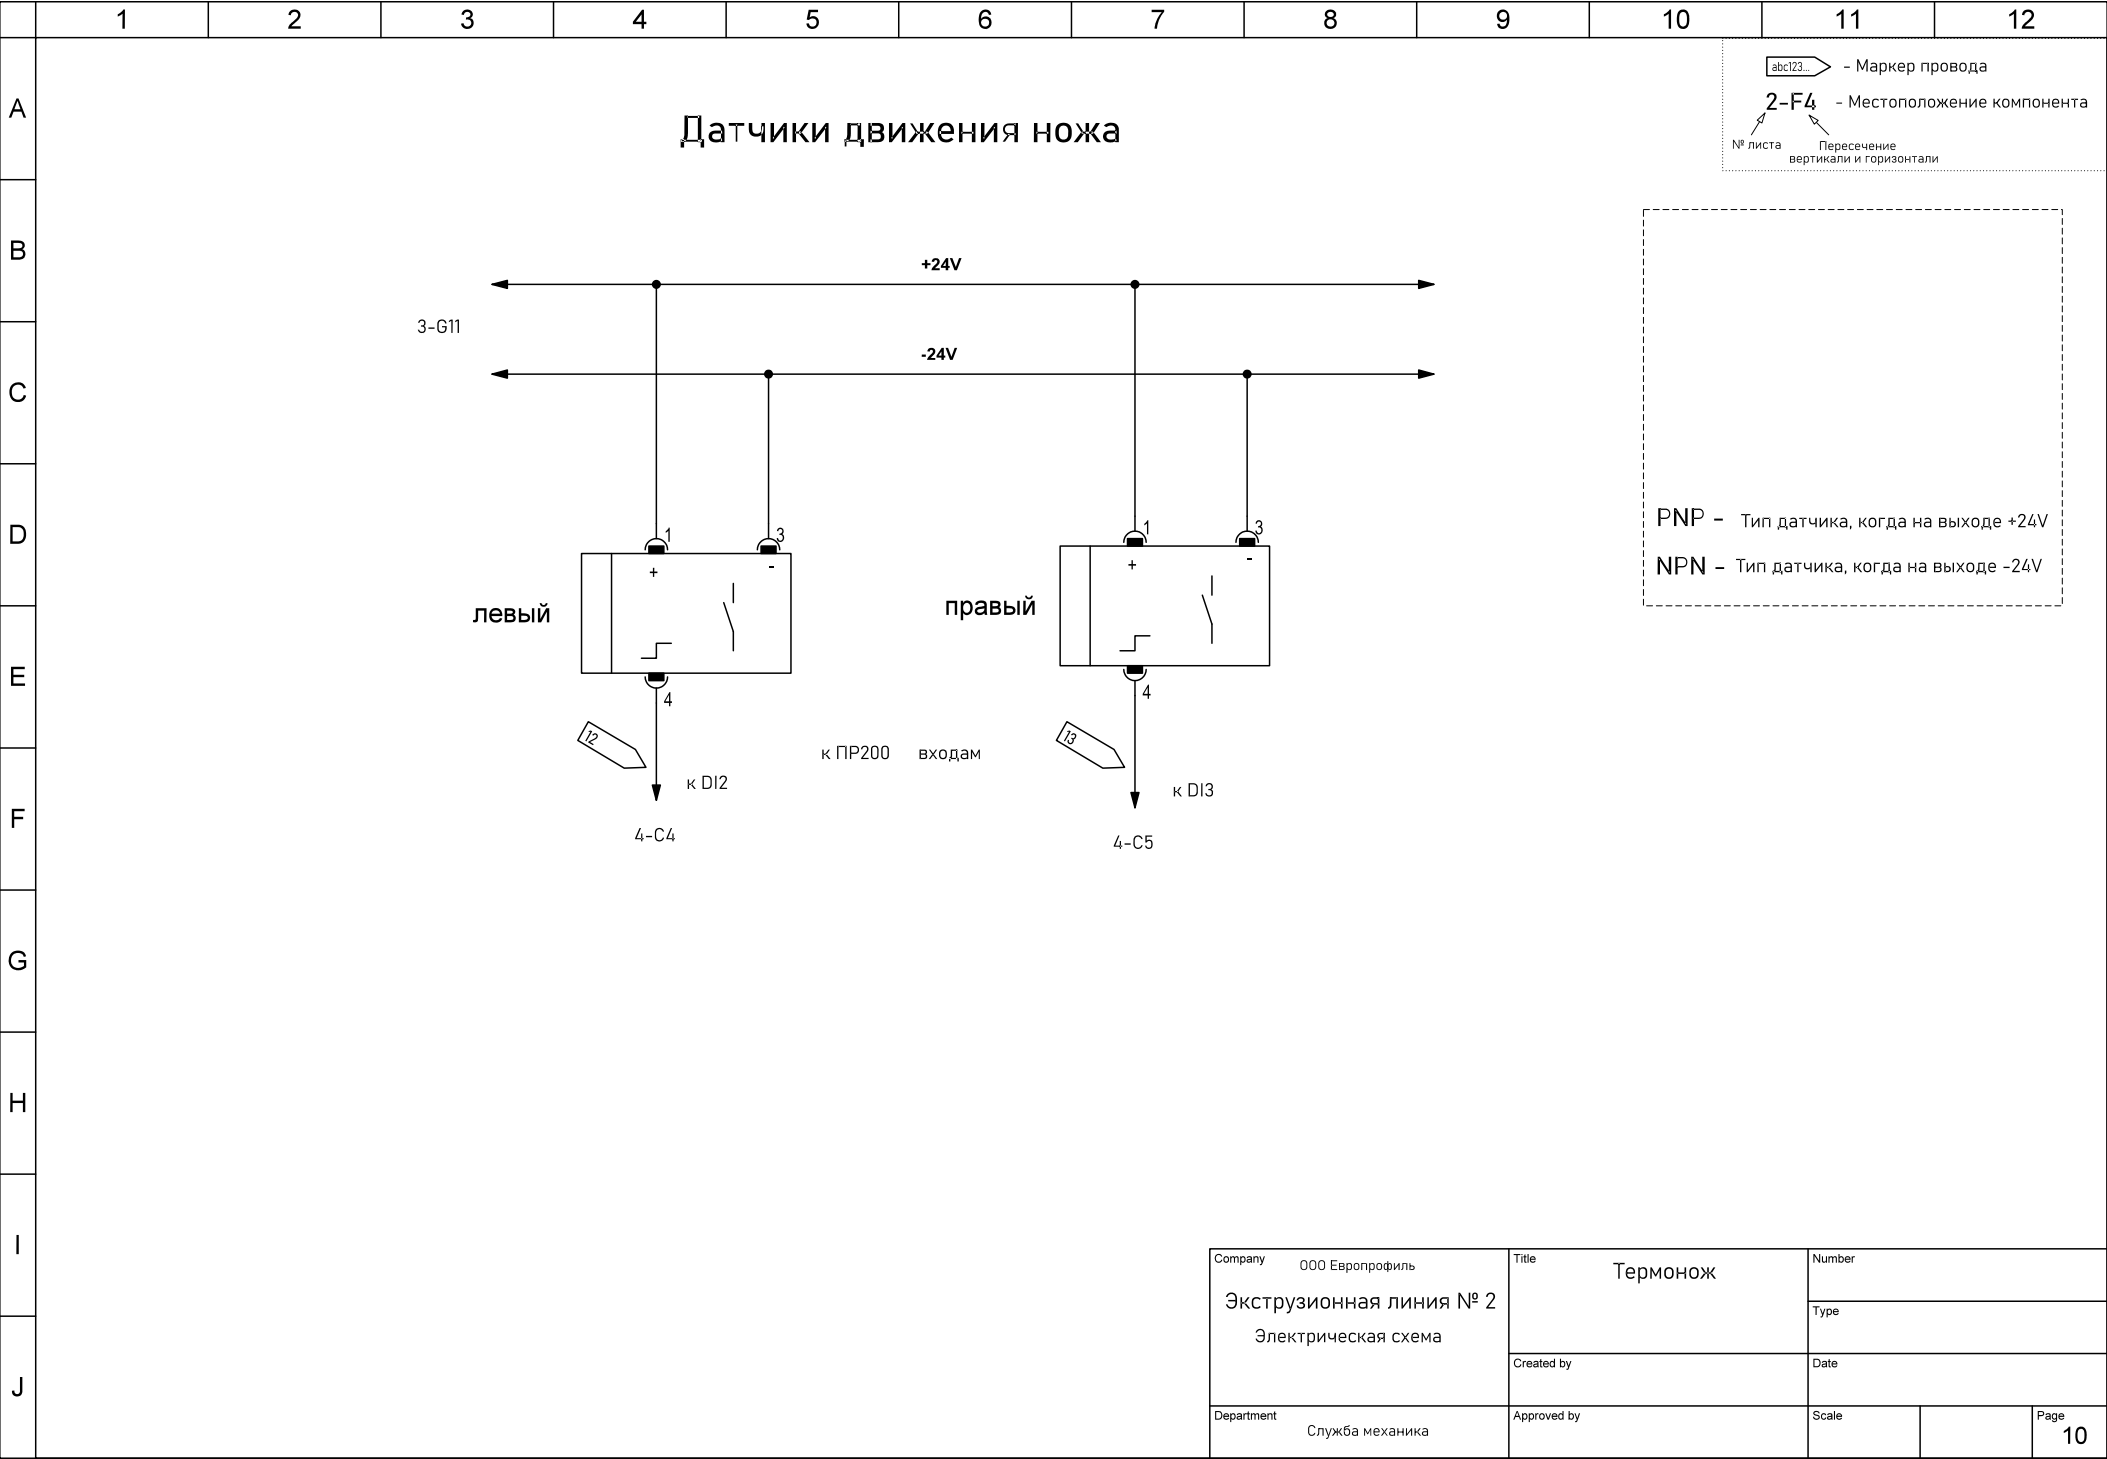 1 2 3 4 5 6 7 8 9 10 11 12
A
B
C
D
E
F
G
H
I
J
abc123... - Маркер провода
2-F4 - Местоположение компонента
№ листа
Пересечение
вертикали и горизонтали
Датчики движения ножа
+24V
3-G11
-24V
PNP - Тип датчика, когда на выходе +24V
NPN - Тип датчика, когда на выходе -24V
1 3
+ -
левый
4
12
к DI2
4-C4
к ПР200 входам
1 3
+ -
правый
4
13
к DI3
4-C5
Company
ООО Европрофиль
Экструзионная линия № 2
Электрическая схема
Department
Служба механика
Title
Термонож
Created by
Approved by
Number
Type
Date
Scale
Page
10